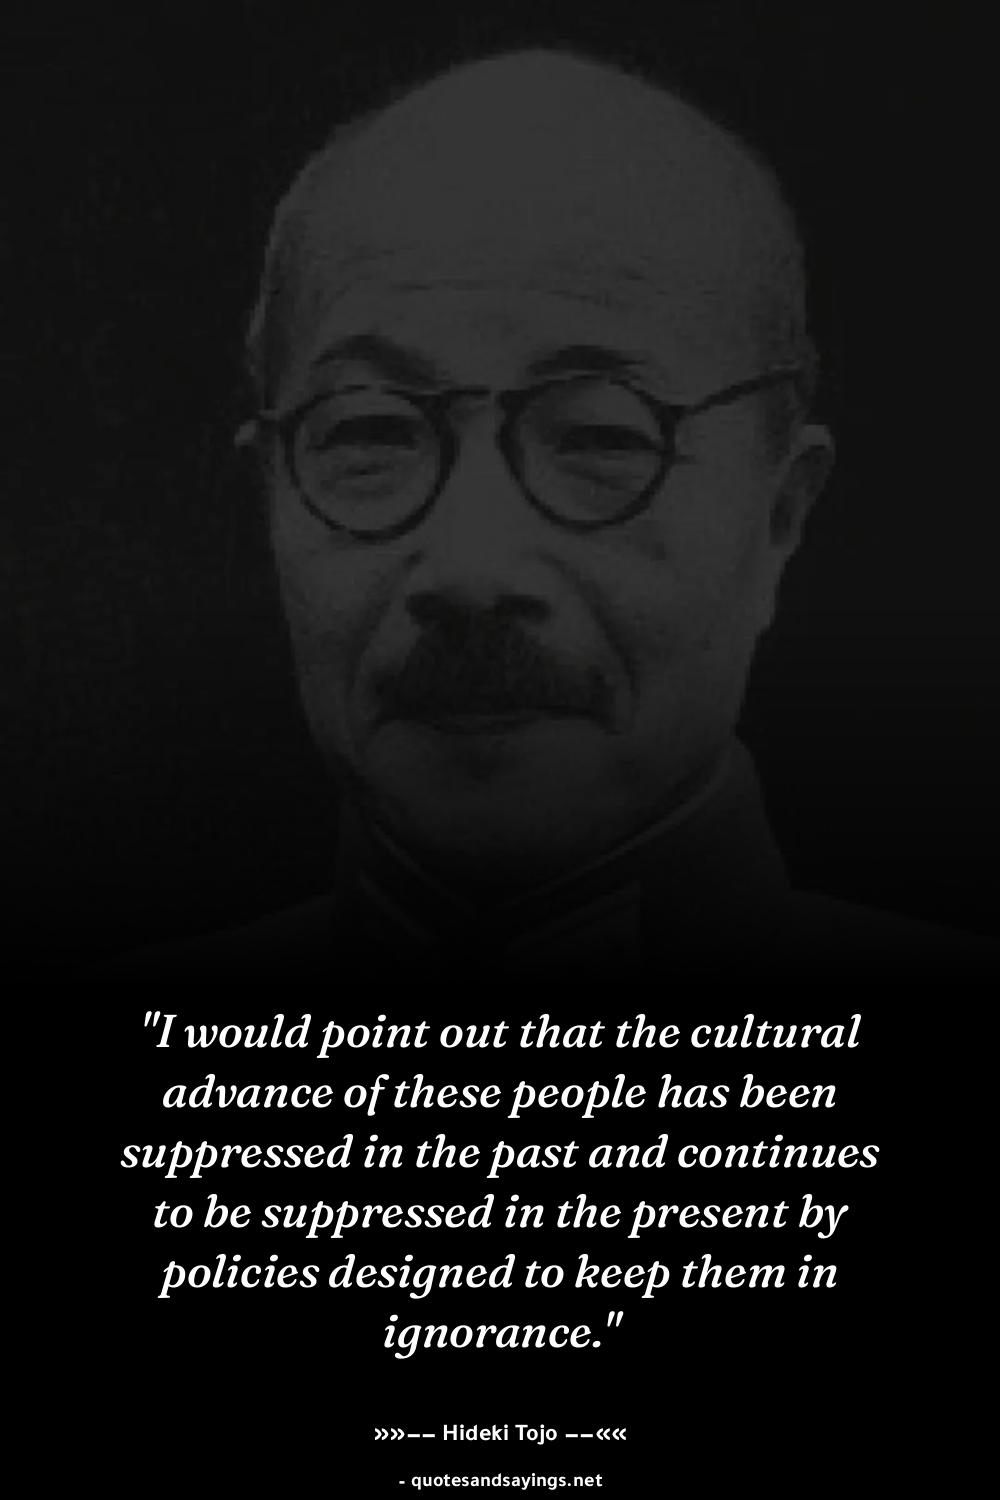 "I would point out that the cultural
advance of these people has been
suppressed in the past and continues
to be suppressed in the present by
policies designed to keep them in
ignorance."
»»−− Hideki Tojo −−««
- quotesandsayings.net